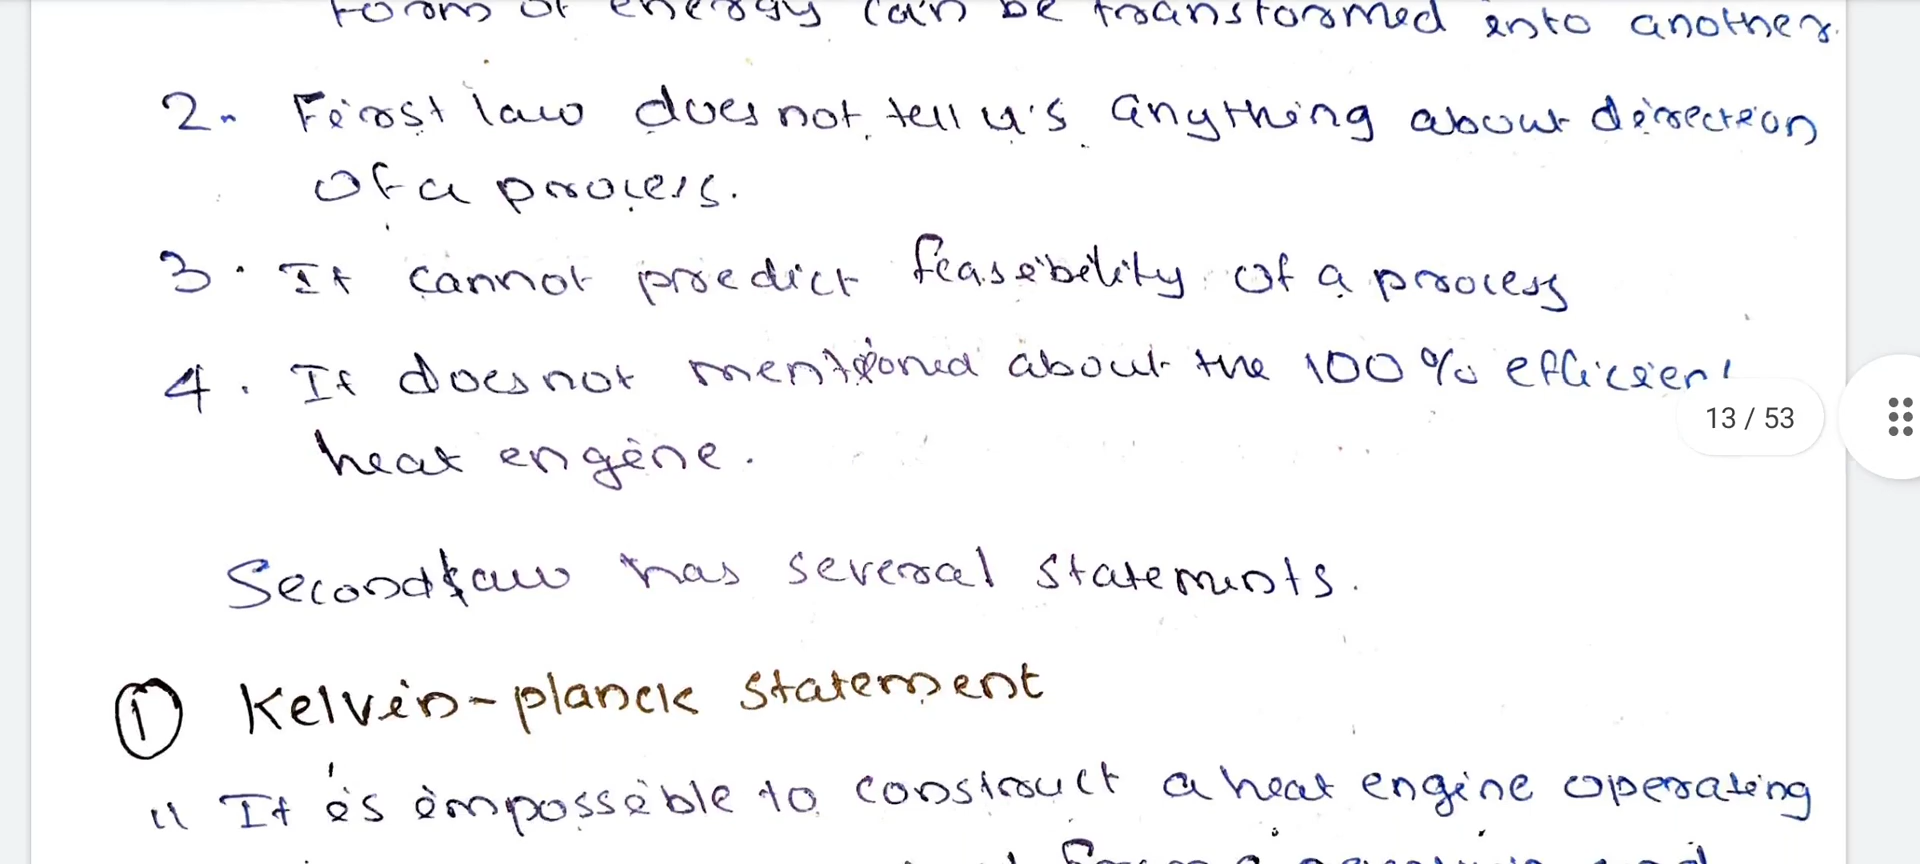 form of energy can be transformed into another.
2. First law does not tell us anything about direction
of a process.
3. It cannot predict feasibility of a process
4. It does not mentioned about the 100% efficient
13 / 53
heat engine.
Second law has several statements.
① Kelvin-planck statement
"It is impossible to construct a heat engine operating